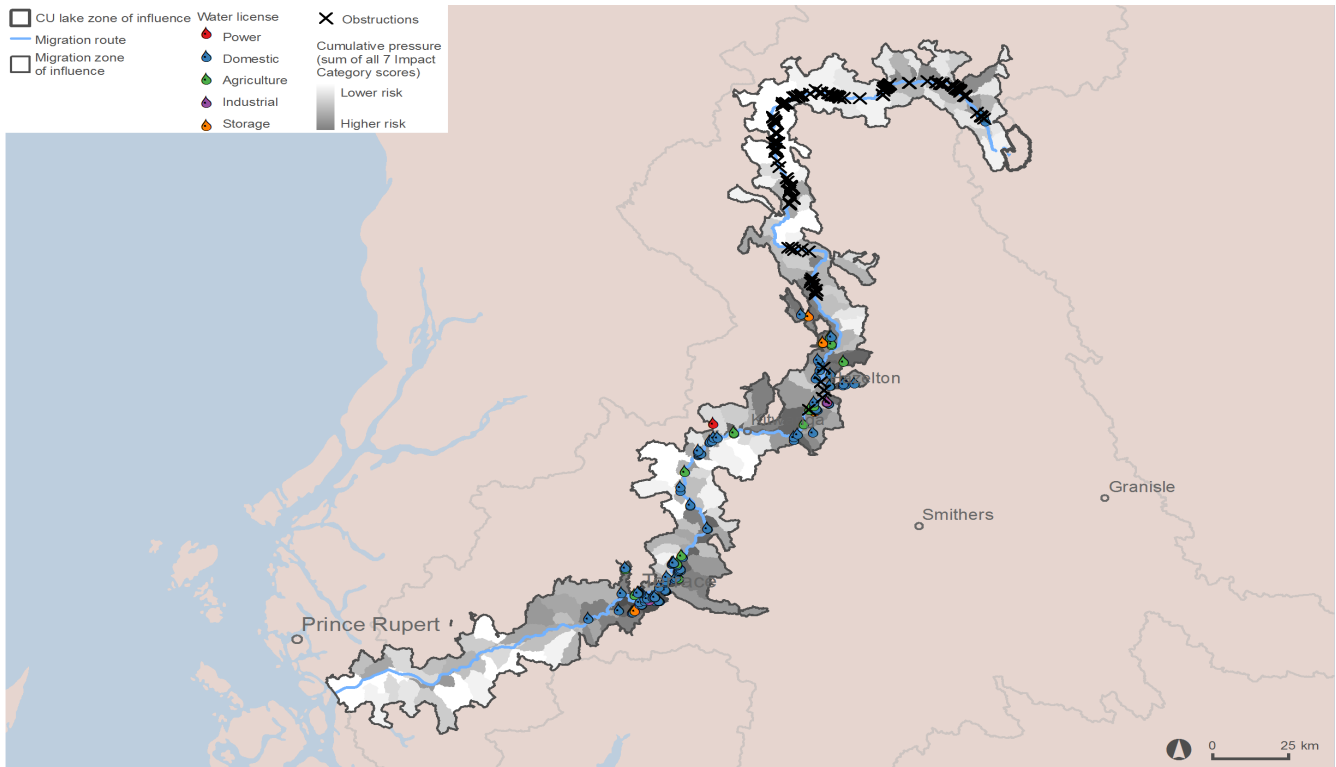 CU lake zone of influence
Migration route
Migration zone
of influence
Water license
Power
Domestic
Agriculture
Industrial
Storage
Obstructions
Cumulative pressure
(sum of all 7 Impact
Category scores)
Lower risk
Higher risk
Granisle
Smithers
Terrace
Prince Rupert
0 25 km